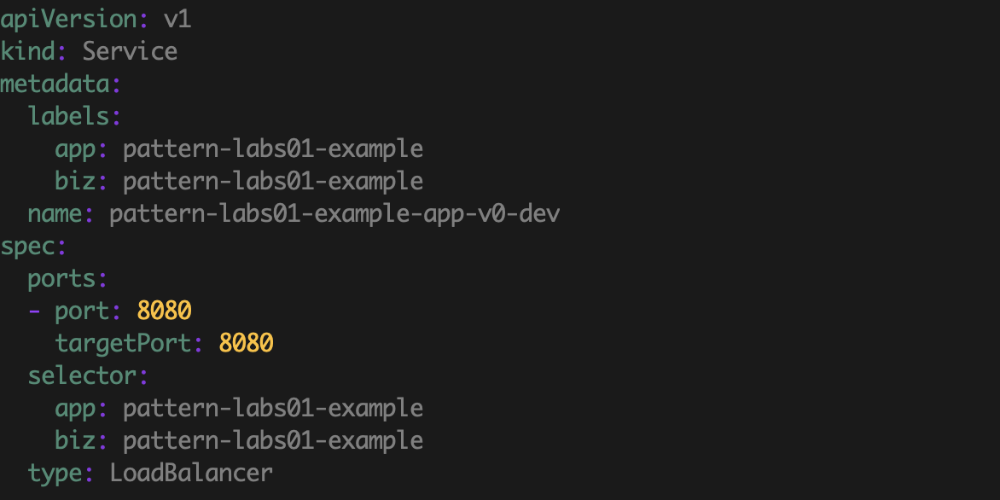 apiVersion: v1
kind: Service
metadata:
  labels:
    app: pattern-labs01-example
    biz: pattern-labs01-example
  name: pattern-labs01-example-app-v0-dev
spec:
  ports:
  - port: 8080
    targetPort: 8080
  selector:
    app: pattern-labs01-example
    biz: pattern-labs01-example
  type: LoadBalancer